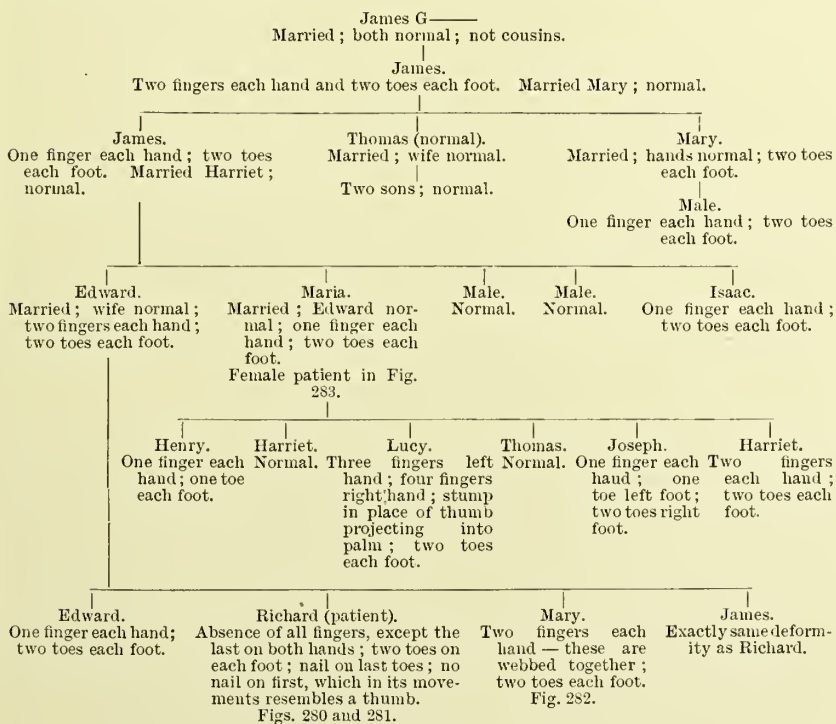 James G——
Married; both normal; not cousins.
James.
Two fingers each hand and two toes each foot. Married Mary; normal.
James.
One finger each hand; two toes
each foot. Married Harriet;
normal.
Thomas (normal).
Married; wife normal.
Two sons; normal.
Mary.
Married; hands normal; two toes
each foot.
Male.
One finger each hand; two toes
each foot.
Edward.
Married; wife normal;
two fingers each hand;
two toes each foot.
Maria.
Married; Edward nor-
mal; one finger each
hand; two toes each
foot.
Female patient in Fig.
283.
Male.
Normal.
Male.
Normal.
Isaac.
One finger each hand;
two toes each foot.
Henry.
One finger each
hand; one toe
each foot.
Harriet.
Normal.
Lucy.
Three fingers left
hand; four fingers
right hand; stump
in place of thumb
projecting into
palm; two toes
each foot.
Thomas.
Normal.
Joseph.
One finger each
hand; one
toe left foot;
two toes right
foot.
Harriet.
Two fingers
each hand;
two toes each
foot.
Edward.
One finger each hand;
two toes each foot.
Richard (patient).
Absence of all fingers, except the
last on both hands; two toes on
each foot; nail on last toes; no
nail on first, which in its move-
ments resembles a thumb.
Figs. 280 and 281.
Mary.
Two fingers each
hand — these are
webbed together;
two toes each foot.
Fig. 282.
James.
Exactly same deform-
ity as Richard.